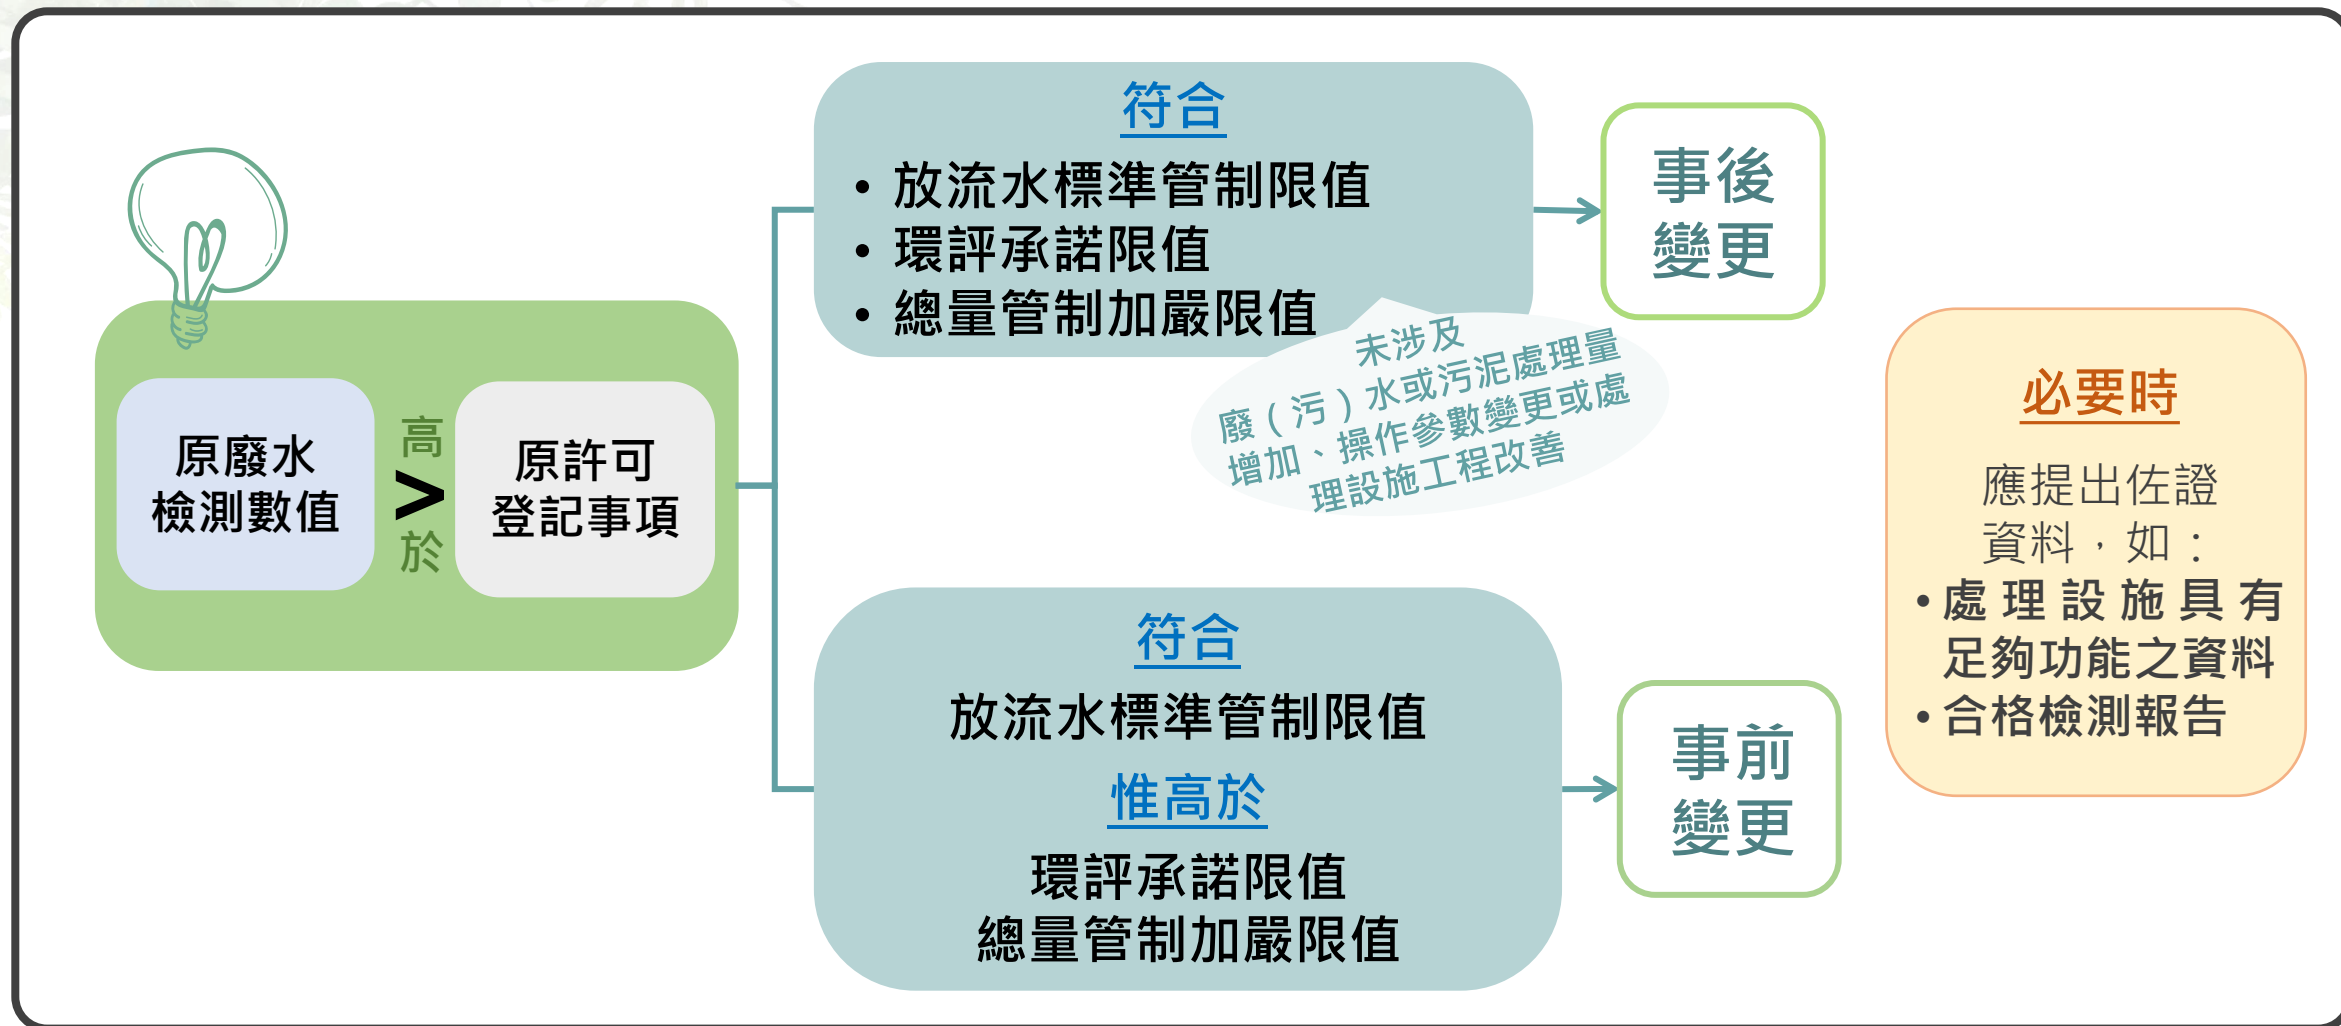 原廢水
檢測數值
高
>
於
原許可
登記事項
符合
• 放流水標準管制限值
• 環評承諾限值
• 總量管制加嚴限值
未涉及
廢（污）水或污泥處理量
增加、操作參數變更或處
理設施工程改善
事後
變更
符合
放流水標準管制限值
惟高於
環評承諾限值
總量管制加嚴限值
事前
變更
必要時
應提出佐證
資料，如：
• 處理設施具有
足夠功能之資料
• 合格檢測報告